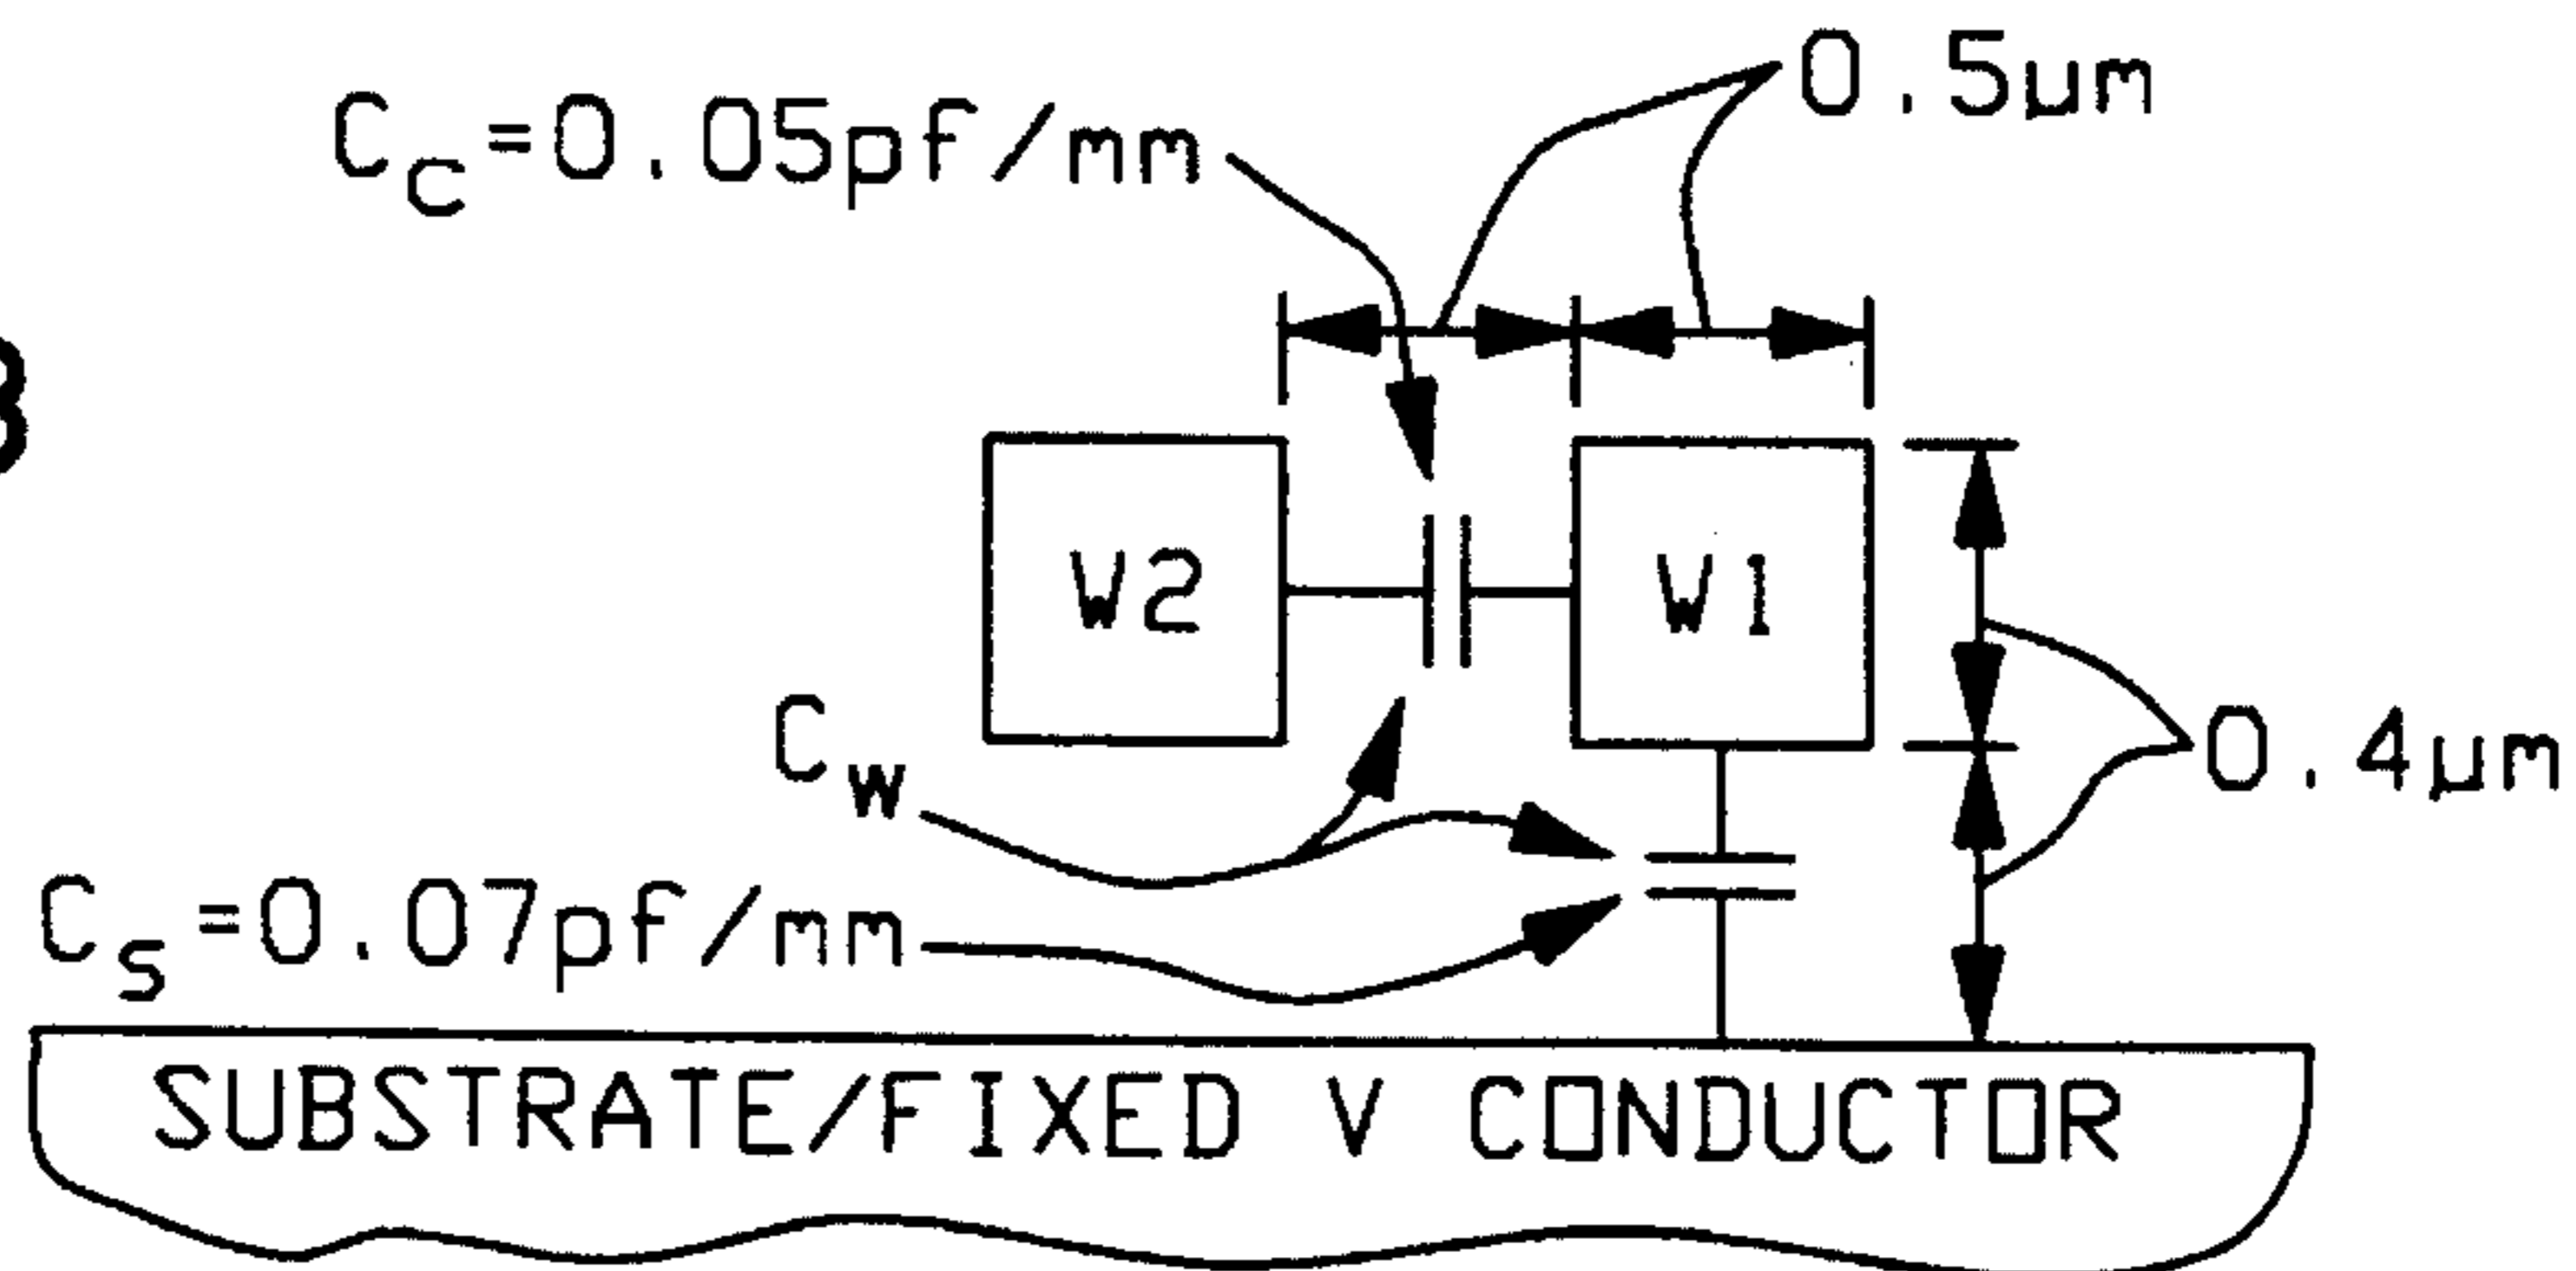 0.5µm
C_C=0.05pf/mm
W2
W1
C_W
0.4µm
C_S=0.07pf/mm
SUBSTRATE/FIXED V CONDUCTOR